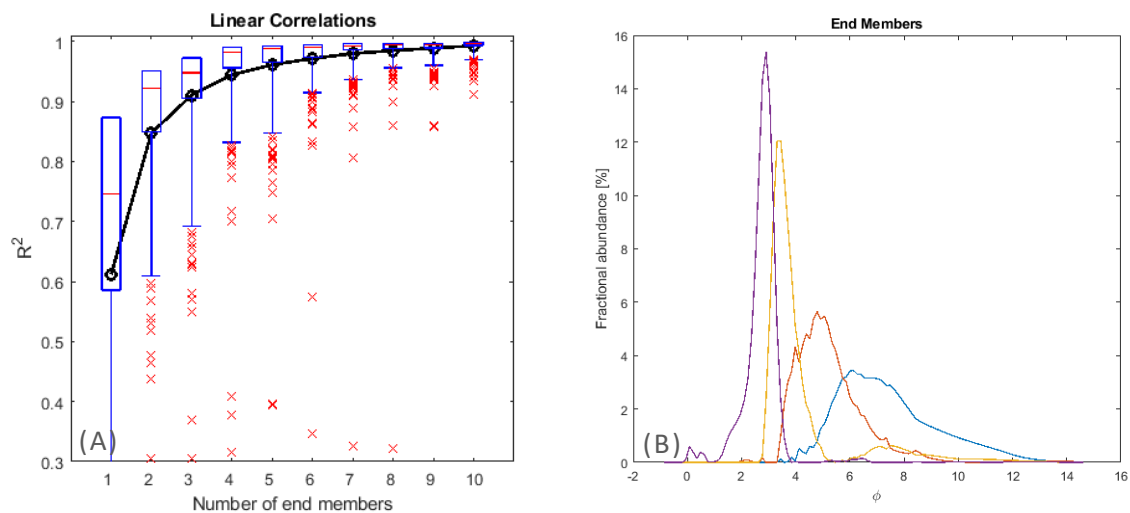 Linear Correlations
1
0.9
0.8
0.7
0.6
0.5
0.4
0.3
R²
(A)
1 2 3 4 5 6 7 8 9 10
Number of end members
End Members
16
14
12
10
8
6
4
2
0
Fractional abundance [%]
(B)
-2 0 2 4 6 8 10 12 14 16
ϕ